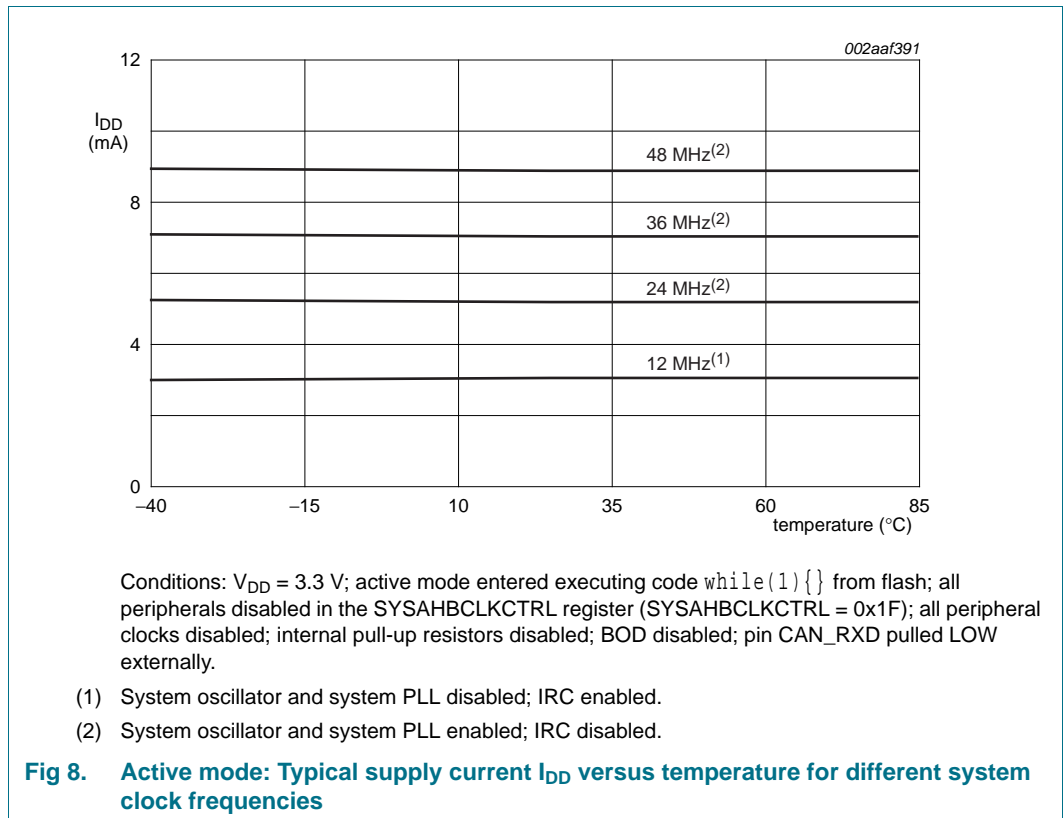 002aaf391
12
I_DD
(mA)
48 MHz(2)
8
36 MHz(2)
24 MHz(2)
4
12 MHz(1)
0
−40 −15 10 35 60 85
temperature (°C)
Conditions: V_DD = 3.3 V; active mode entered executing code while(1){} from flash; all
peripherals disabled in the SYSAHBCLKCTRL register (SYSAHBCLKCTRL = 0x1F); all peripheral
clocks disabled; internal pull-up resistors disabled; BOD disabled; pin CAN_RXD pulled LOW
externally.
(1) System oscillator and system PLL disabled; IRC enabled.
(2) System oscillator and system PLL enabled; IRC disabled.
Fig 8. Active mode: Typical supply current I_DD versus temperature for different system
clock frequencies